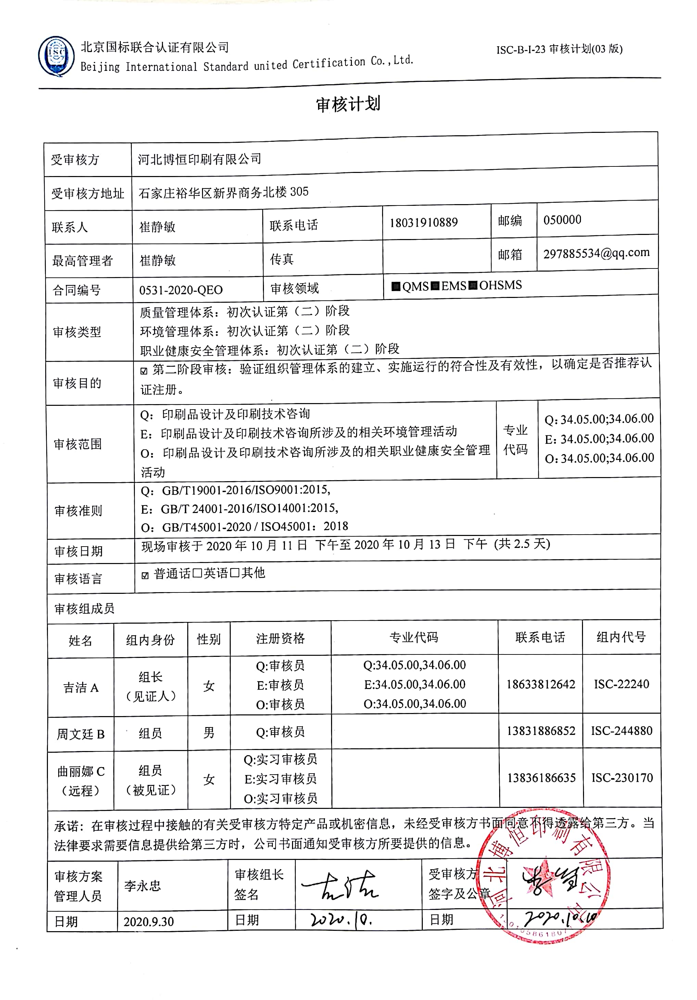 ISC
北京国标联合认证有限公司
Beijing International Standard united Certification Co.,Ltd.
ISC-B-I-23 审核计划(03 版)
审核计划
受审核方 河北博恒印刷有限公司
受审核方地址 石家庄裕华区新界商务北楼 305
联系人 崔静敏 联系电话 18031910889 邮编 050000
最高管理者 崔静敏 传真 邮箱 297885534@qq.com
合同编号 0531-2020-QEO 审核领域 ■QMS■EMS■OHSMS
审核类型
质量管理体系：初次认证第（二）阶段
环境管理体系：初次认证第（二）阶段
职业健康安全管理体系：初次认证第（二）阶段
审核目的
☑ 第二阶段审核：验证组织管理体系的建立、实施运行的符合性及有效性，以确定是否推荐认
证注册。
审核范围
Q：印刷品设计及印刷技术咨询
E：印刷品设计及印刷技术咨询所涉及的相关环境管理活动
O：印刷品设计及印刷技术咨询所涉及的相关职业健康安全管理
活动
专业
代码
Q: 34.05.00;34.06.00
E: 34.05.00;34.06.00
O: 34.05.00;34.06.00
审核准则
Q：GB/T19001-2016/ISO9001:2015,
E：GB/T 24001-2016/ISO14001:2015,
O：GB/T45001-2020 / ISO45001：2018
审核日期 现场审核于 2020 年 10 月 11 日 下午至 2020 年 10 月 13 日 下午 (共 2.5 天)
审核语言 ☑ 普通话□英语□其他
审核组成员
姓名 组内身份 性别 注册资格 专业代码 联系电话 组内代号
吉洁 A
组长
（见证人）
女
Q:审核员
E:审核员
O:审核员
Q:34.05.00,34.06.00
E:34.05.00,34.06.00
O:34.05.00,34.06.00
18633812642
ISC-22240
周文廷 B 组员 男 Q:审核员 13831886852 ISC-244880
曲丽娜 C
（远程）
组员
（被见证）
女
Q:实习审核员
E:实习审核员
O:实习审核员
13836186635
ISC-230170
承诺：在审核过程中接触的有关受审核方特定产品或机密信息，未经受审核方书面同意不得透露给第三方。当
法律要求需要信息提供给第三方时，公司书面通知受审核方所要提供的信息。
审核方案
管理人员
李永忠
审核组长
签名
吉洁
受审核方
签字及公章
河北博恒印刷有限公司
日期 2020.9.30 日期 2020.10. 日期 2020.10.10